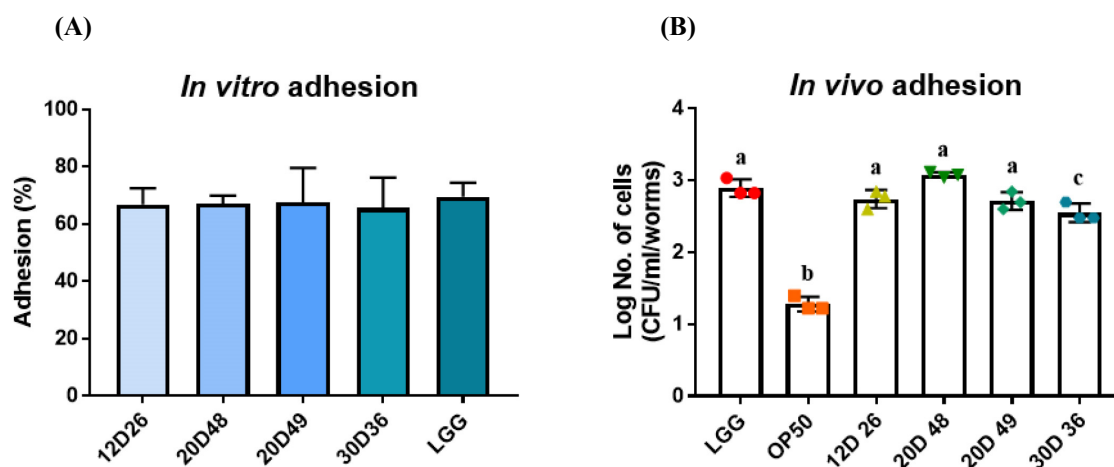 (A)
(B)
In vitro adhesion
Adhesion (%)
100
80
60
40
20
0
12D26
20D48
20D49
30D36
LGG
In vivo adhesion
Log No. of cells
(CFU/ml/worms)
4
3
2
1
0
a
b
a
a
a
c
LGG
OP50
12D 26
20D 48
20D 49
30D 36